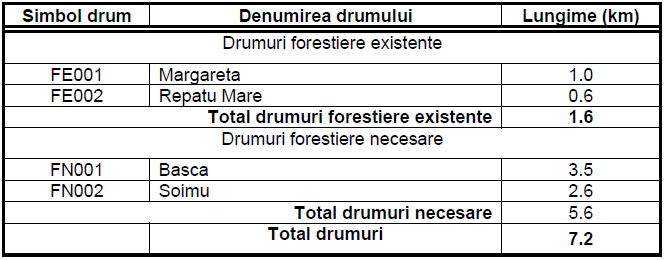 Simbol drum Denumirea drumului Lungime (km)
Drumuri forestiere existente
FE001 Margareta 1.0
FE002 Repatu Mare 0.6
Total drumuri forestiere existente 1.6
Drumuri forestiere necesare
FN001 Basca 3.5
FN002 Soimu 2.6
Total drumuri necesare 5.6
Total drumuri 7.2